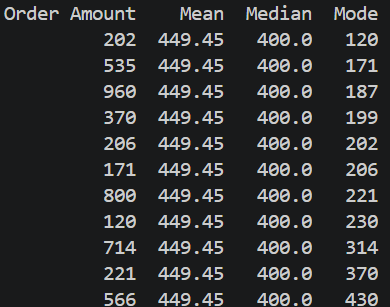 Order Amount Mean Median Mode
202 449.45 400.0 120
535 449.45 400.0 171
960 449.45 400.0 187
370 449.45 400.0 199
206 449.45 400.0 202
171 449.45 400.0 206
800 449.45 400.0 221
120 449.45 400.0 230
714 449.45 400.0 314
221 449.45 400.0 370
566 449.45 400.0 430